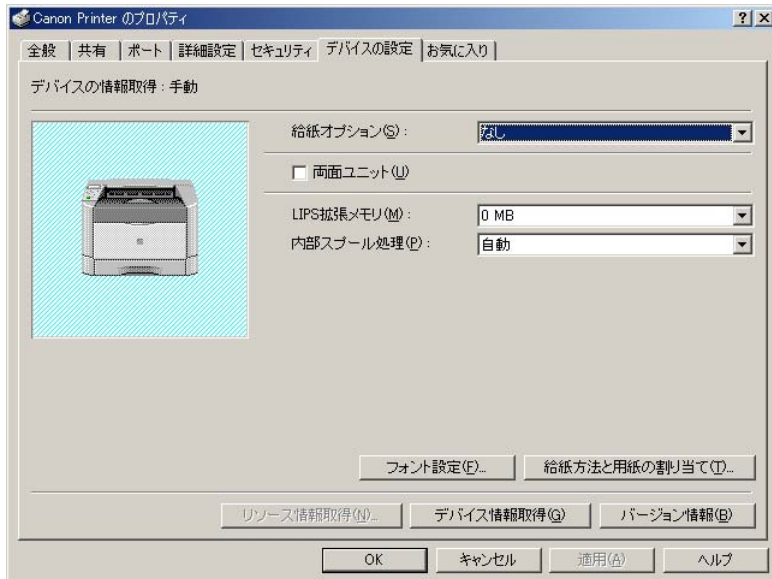 Canon Printer のプロパティ
全般 共有 ポート 詳細設定 セキュリティ デバイスの設定 お気に入り
デバイスの情報取得 : 手動
給紙オプション(S) : なし
両面ユニット(U)
LIPS拡張メモリ(M) : 0 MB
内部スプール処理(P) : 自動
フォント設定(F)... 給紙方法と用紙の割り当て(T)...
リソース情報取得(N)... デバイス情報取得(G) バージョン情報(B)
OK キャンセル 適用(A) ヘルプ